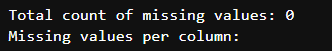 Total count of missing values: 0
Missing values per column: